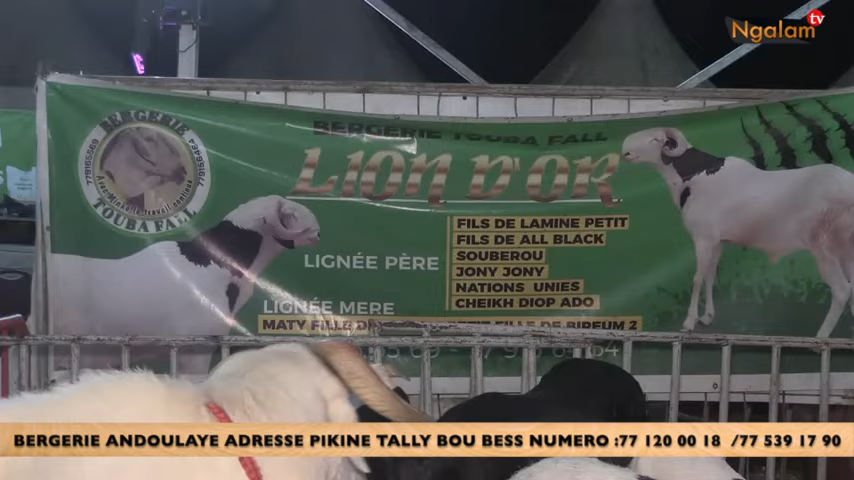 Ngalam tv
BERGERIE TOUBA FALL
LION D'OR
BERGERIE
779165569
TOUBA FALL
LIGNÉE PÈRE
FILS DE LAMINE PETIT
FILS DE ALL BLACK
SOUBEROU
JONY JONY
NATIONS UNIES
CHEIKH DIOP ADO
LIGNÉE MERE
MATY FILLE DE
FILLE DE BIREUM 2
BERGERIE ANDOULAYE ADRESSE PIKINE TALLY BOU BESS NUMERO :77 120 00 18 /77 539 17 90